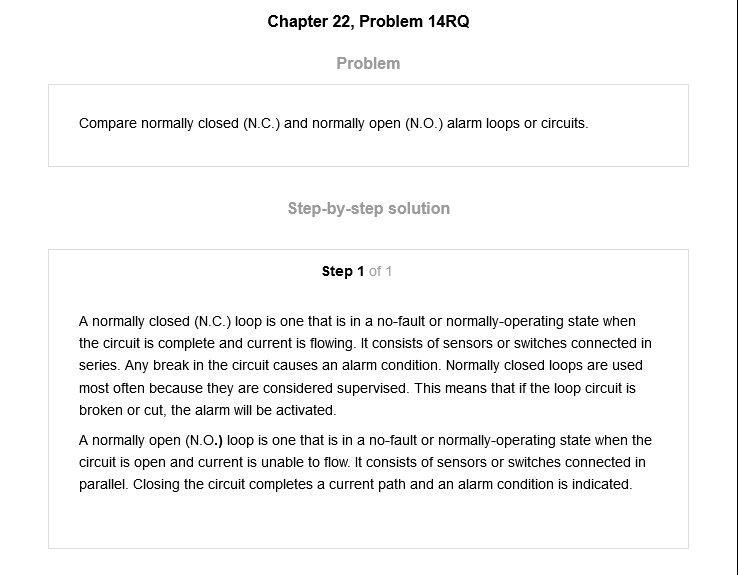 Chapter 22, Problem 14RQ
Problem
Compare normally closed (N.C.) and normally open (N.O.) alarm loops or circuits.
Step-by-step solution
Step 1 of 1
A normally closed (N.C.) loop is one that is in a no-fault or normally-operating state when
the circuit is complete and current is flowing. It consists of sensors or switches connected in
series. Any break in the circuit causes an alarm condition. Normally closed loops are used
most often because they are considered supervised. This means that if the loop circuit is
broken or cut, the alarm will be activated.
A normally open (N.O.) loop is one that is in a no-fault or normally-operating state when the
circuit is open and current is unable to flow. It consists of sensors or switches connected in
parallel. Closing the circuit completes a current path and an alarm condition is indicated.